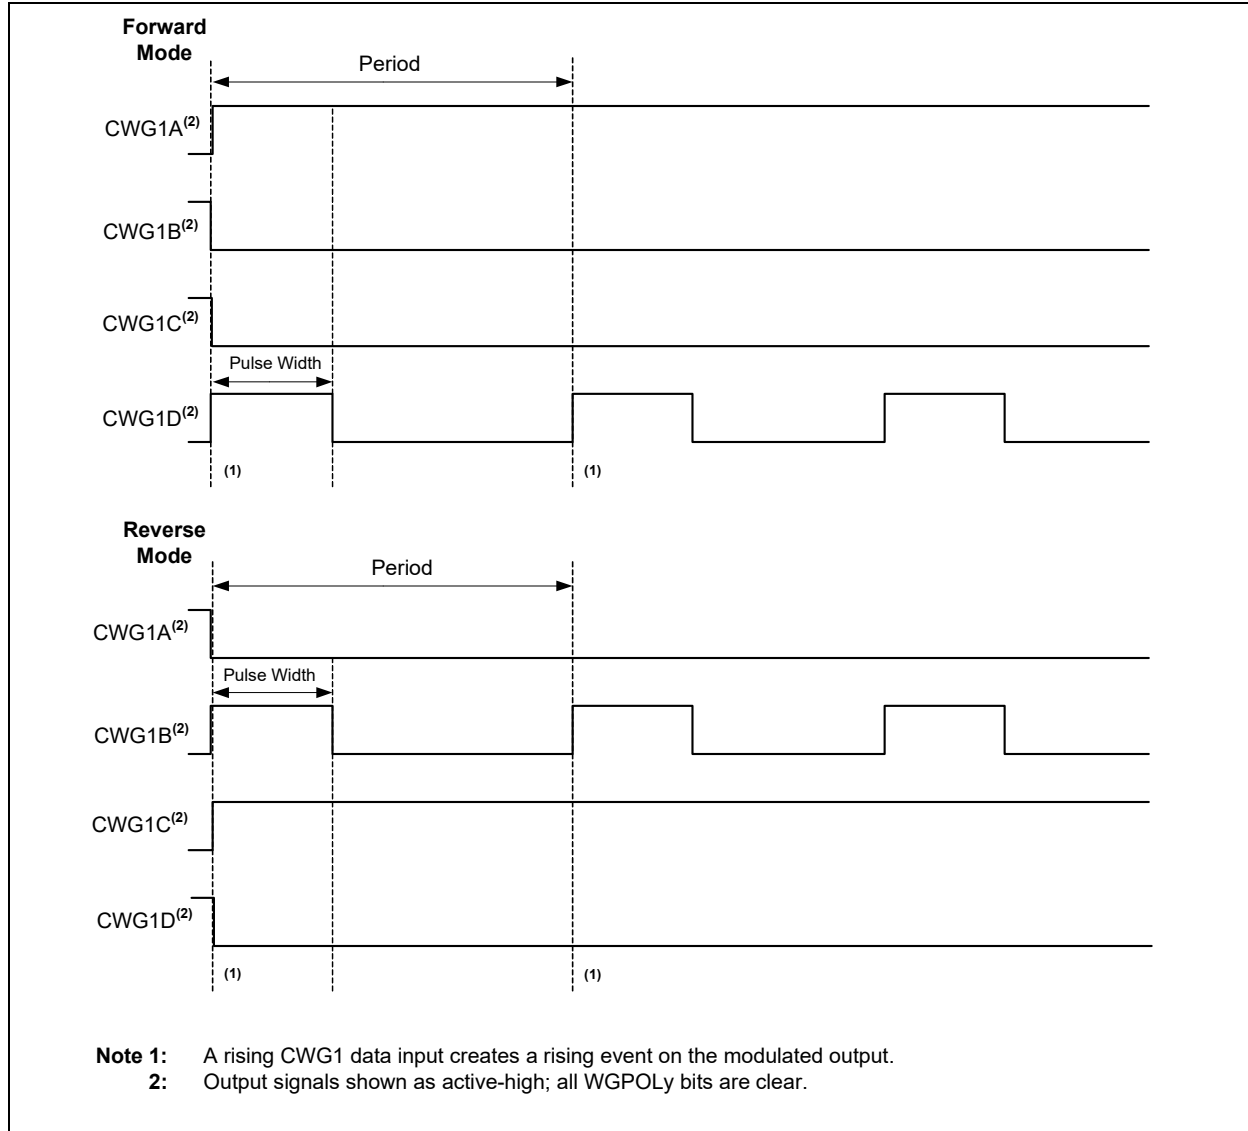 Forward
Mode
Period
CWG1A(2)
CWG1B(2)
CWG1C(2)
Pulse Width
CWG1D(2)
(1)
(1)
Reverse
Mode
Period
CWG1A(2)
Pulse Width
CWG1B(2)
CWG1C(2)
CWG1D(2)
(1)
(1)
Note 1: A rising CWG1 data input creates a rising event on the modulated output.
2: Output signals shown as active-high; all WGPOLy bits are clear.